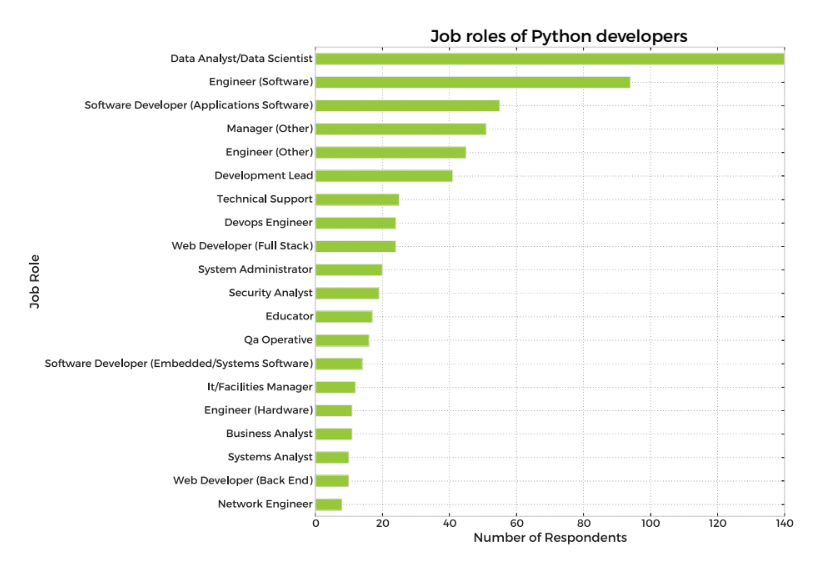 Job roles of Python developers
Data Analyst/Data Scientist
Engineer (Software)
Software Developer (Applications Software)
Manager (Other)
Engineer (Other)
Development Lead
Technical Support
Devops Engineer
Web Developer (Full Stack)
System Administrator
Security Analyst
Educator
Qa Operative
Software Developer (Embedded/Systems Software)
It/Facilities Manager
Engineer (Hardware)
Business Analyst
Systems Analyst
Web Developer (Back End)
Network Engineer
Job Role
0 20 40 60 80 100 120 140
Number of Respondents